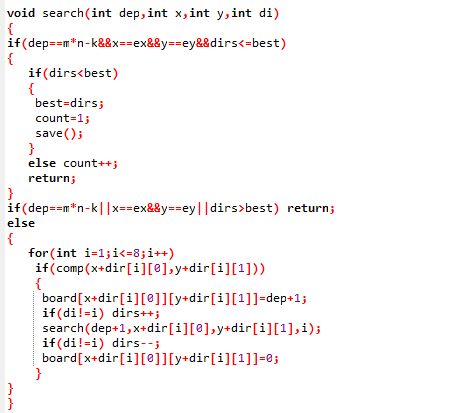 void search(int dep,int x,int y,int di)
{
if(dep==m*n-k&&x==ex&&y==ey&&dirs<=best)
{
   if(dirs<best)
   {
    best=dirs;
    count=1;
    save();
   }
   else count++;
   return;
}
if(dep==m*n-k||x==ex&&y==ey||dirs>best) return;
else
{
   for(int i=1;i<=8;i++)
    if(comp(x+dir[i][0],y+dir[i][1]))
    {
     board[x+dir[i][0]][y+dir[i][1]]=dep+1;
     if(di!=i) dirs++;
     search(dep+1,x+dir[i][0],y+dir[i][1],i);
     if(di!=i) dirs--;
     board[x+dir[i][0]][y+dir[i][1]]=0;
    }
}
}